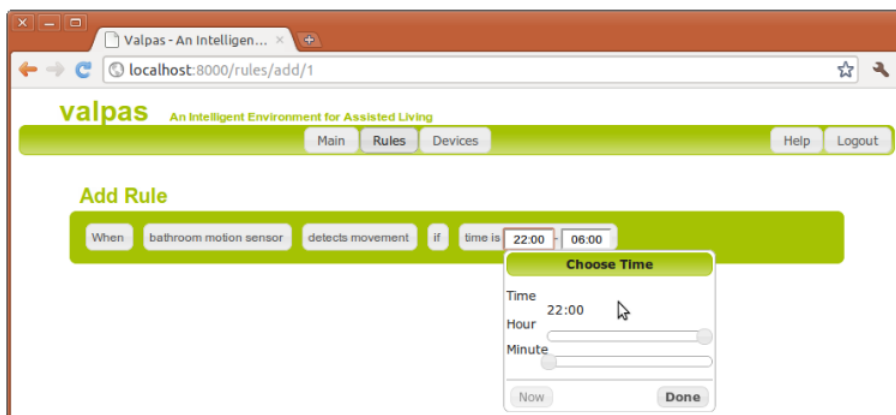 Valpas - An Intelligen...
localhost:8000/rules/add/1
valpas An Intelligent Environment for Assisted Living
Main Rules Devices Help Logout
Add Rule
When bathroom motion sensor detects movement if time is 22:00 - 06:00
Choose Time
Time
22:00
Hour
Minute
Now Done